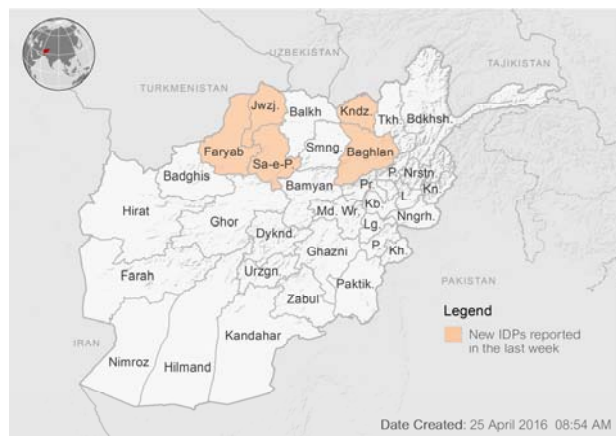 UZBEKISTAN
TAJIKISTAN
TURKMENISTAN
Jwzj.
Balkh
Kndz.
Tkh.
Bdkhsh.
Faryab
Sa-e-P.
Smng.
Baghlan
Badghis
Bamyan
P.
Nrstn.
Pr.
Kn.
L.
Kb.
Hirat
Ghor
Md. Wr.
Nngrh.
Dyknd.
Lg.
Ghazni
P.
Kh.
Farah
Urzgn.
Paktik.
Zabul
PAKISTAN
Kandahar
IRAN
Nimroz
Hilmand
Legend
New IDPs reported
in the last week
Date Created: 25 April 2016 08:54 AM